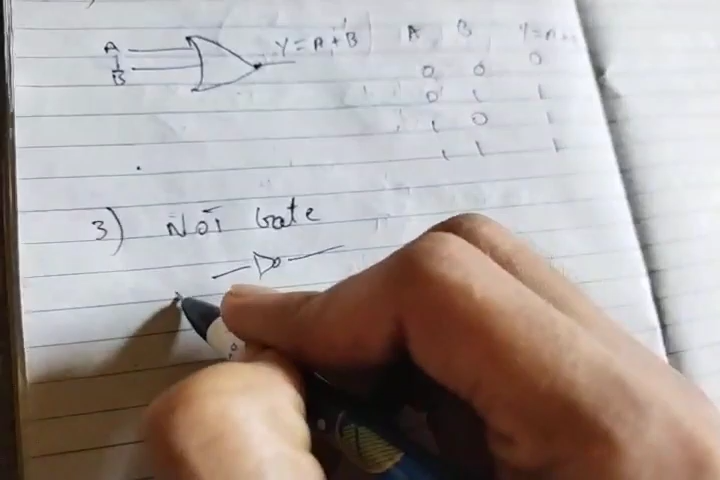 A
B
Y = A + B
A B Y = A +
0 0 0
0 1 1
1 0 1
1 1 1
3) Not Gate